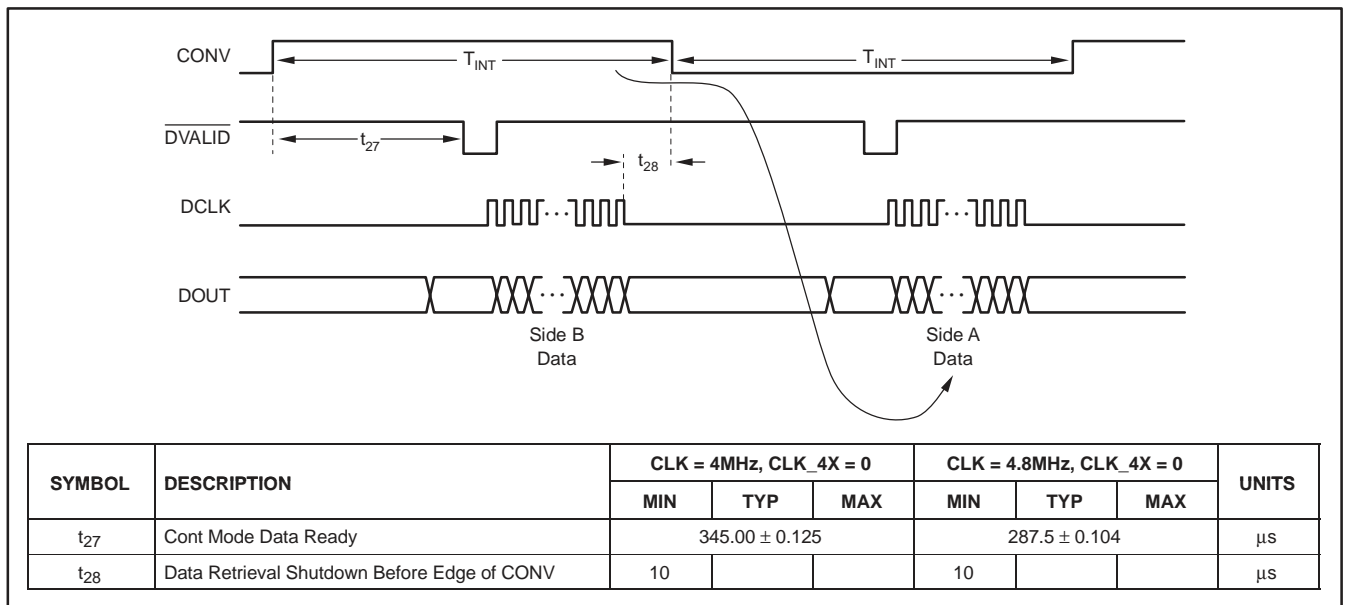 CONV
T_INT T_INT
DVALID
t_27
t_28
DCLK
DOUT
Side B Side A
Data Data
SYMBOL DESCRIPTION CLK = 4MHz, CLK_4X = 0 CLK = 4.8MHz, CLK_4X = 0 UNITS
MIN TYP MAX MIN TYP MAX
t_27 Cont Mode Data Ready 345.00 ± 0.125 287.5 ± 0.104 μs
t_28 Data Retrieval Shutdown Before Edge of CONV 10 10 μs